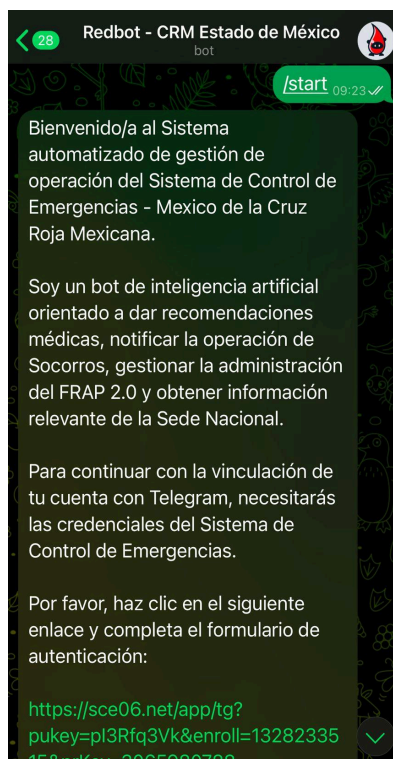 28
Redbot - CRM Estado de México
bot
/start 09:23
Bienvenido/a al Sistema
automatizado de gestión de
operación del Sistema de Control de
Emergencias - Mexico de la Cruz
Roja Mexicana.
Soy un bot de inteligencia artificial
orientado a dar recomendaciones
médicas, notificar la operación de
Socorros, gestionar la administración
del FRAP 2.0 y obtener información
relevante de la Sede Nacional.
Para continuar con la vinculación de
tu cuenta con Telegram, necesitarás
las credenciales del Sistema de
Control de Emergencias.
Por favor, haz clic en el siguiente
enlace y completa el formulario de
autenticación:
https://sce06.net/app/tg?
pukey=pI3Rfq3Vk&enroll=13282335